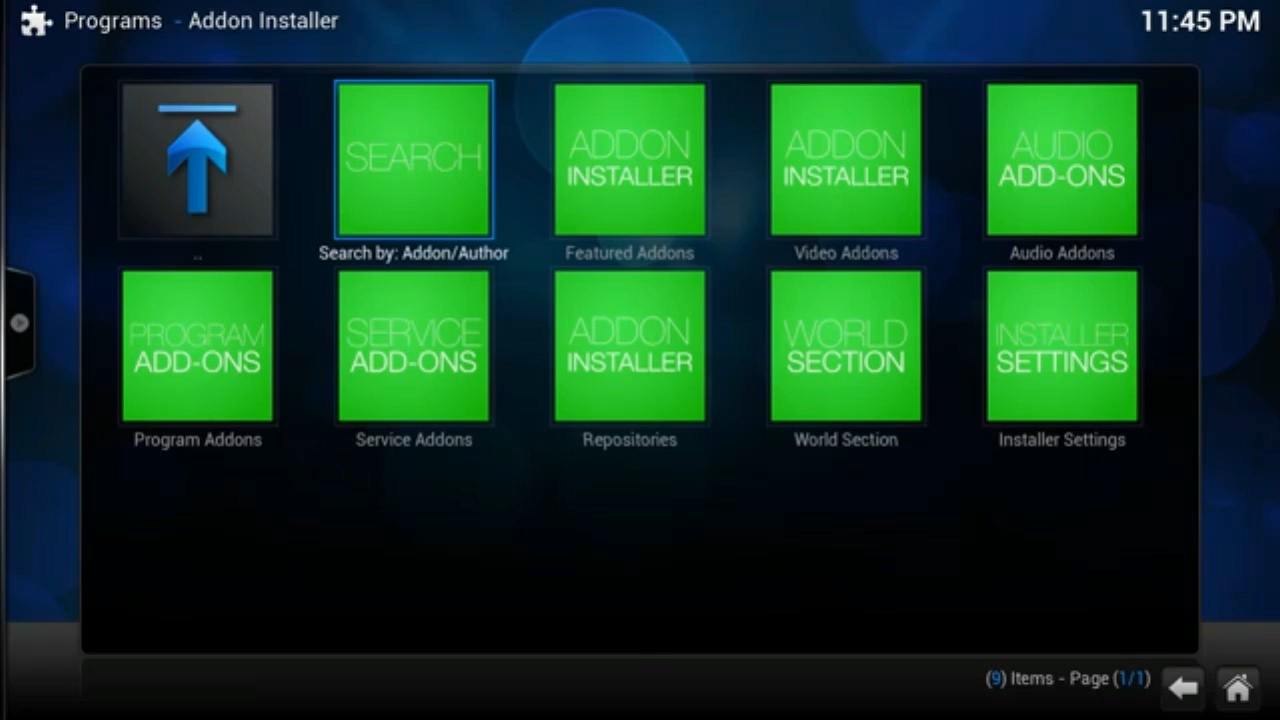 Programs - Addon Installer
11:45 PM
SEARCH
ADDON
INSTALLER
ADDON
INSTALLER
AUDIO
ADD-ONS
..
Search by: Addon/Author
Featured Addons
Video Addons
Audio Addons
PROGRAM
ADD-ONS
SERVICE
ADD-ONS
ADDON
INSTALLER
WORLD
SECTION
INSTALLER
SETTINGS
Program Addons
Service Addons
Repositories
World Section
Installer Settings
(9) Items - Page (1/1)